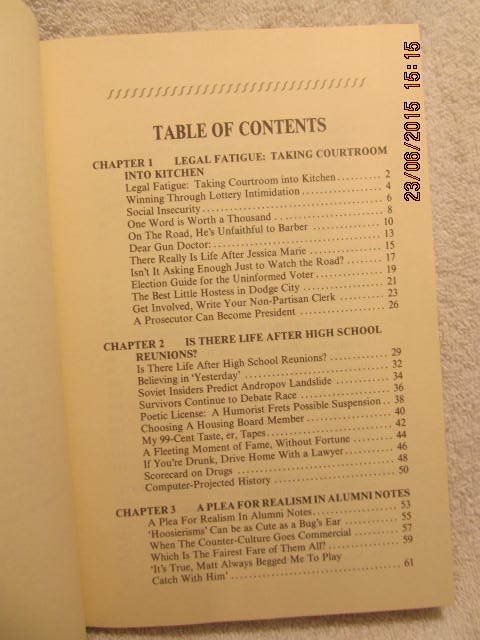 TABLE OF CONTENTS
CHAPTER 1 LEGAL FATIGUE: TAKING COURTROOM
INTO KITCHEN
Legal Fatigue: Taking Courtroom into Kitchen .......... 2
Winning Through Lottery Intimidation .......... 4
Social Insecurity .......... 6
One Word is Worth a Thousand .......... 8
On The Road, He's Unfaithful to Barber .......... 10
Dear Gun Doctor: .......... 13
There Really Is Life After Jessica Marie .......... 15
Isn't It Asking Enough Just to Watch the Road? .......... 17
Election Guide for the Uninformed Voter .......... 19
The Best Little Hostess in Dodge City .......... 21
Get Involved, Write Your Non-Partisan Clerk .......... 23
A Prosecutor Can Become President .......... 26
CHAPTER 2 IS THERE LIFE AFTER HIGH SCHOOL
REUNIONS?
Is There Life After High School Reunions? .......... 29
Believing in 'Yesterday' .......... 32
Soviet Insiders Predict Andropov Landslide .......... 34
Survivors Continue to Debate Race .......... 36
Poetic License: A Humorist Frets Possible Suspension .. 38
Choosing A Housing Board Member .......... 40
My 99-Cent Taste, er, Tapes .......... 42
A Fleeting Moment of Fame, Without Fortune .......... 44
If You're Drunk, Drive Home With a Lawyer .......... 46
Scorecard on Drugs .......... 48
Computer-Projected History .......... 50
CHAPTER 3 A PLEA FOR REALISM IN ALUMNI NOTES
A Plea For Realism In Alumni Notes .......... 53
'Hoosierisms' Can be as Cute as a Bug's Ear .......... 55
When The Counter-Culture Goes Commercial .......... 57
Which Is The Fairest Fare of Them All? .......... 59
'It's True, Matt Always Begged Me To Play
Catch With Him' .......... 61
23/06/2015 15:15